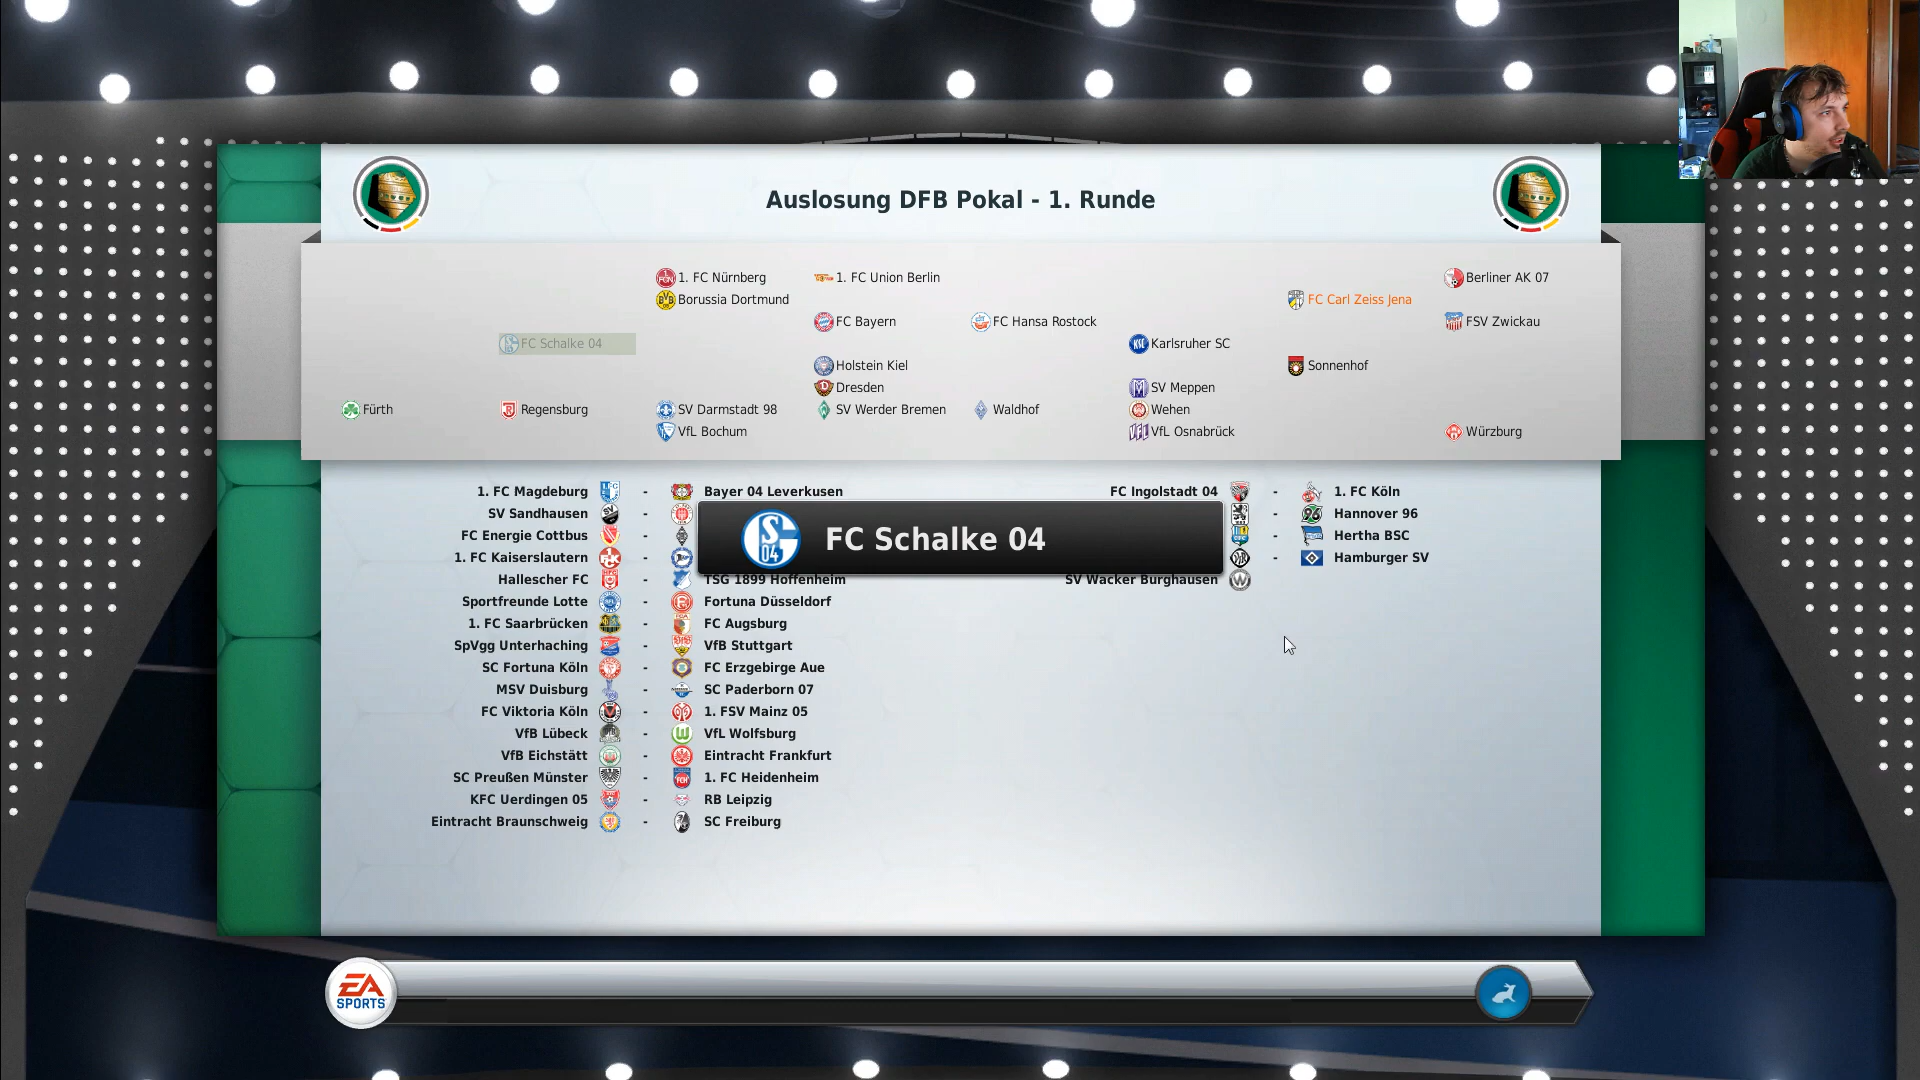 Auslosung DFB Pokal - 1. Runde
1. FC Nürnberg 1. FC Union Berlin Berliner AK 07
Borussia Dortmund FC Carl Zeiss Jena
FC Bayern FC Hansa Rostock FSV Zwickau
FC Schalke 04 Karlsruher SC
Holstein Kiel Sonnenhof
Dresden SV Meppen
Fürth Regensburg SV Darmstadt 98 SV Werder Bremen Waldhof Wehen
VfL Bochum VfL Osnabrück Würzburg
1. FC Magdeburg - Bayer 04 Leverkusen FC Ingolstadt 04 - 1. FC Köln
SV Sandhausen - - Hannover 96
FC Energie Cottbus - - Hertha BSC
FC Schalke 04
1. FC Kaiserslautern - - Hamburger SV
Hallescher FC - TSG 1899 Hoffenheim SV Wacker Burghausen
Sportfreunde Lotte - Fortuna Düsseldorf
1. FC Saarbrücken - FC Augsburg
SpVgg Unterhaching - VfB Stuttgart
SC Fortuna Köln - FC Erzgebirge Aue
MSV Duisburg - SC Paderborn 07
FC Viktoria Köln - 1. FSV Mainz 05
VfB Lübeck - VfL Wolfsburg
VfB Eichstätt - Eintracht Frankfurt
SC Preußen Münster - 1. FC Heidenheim
KFC Uerdingen 05 - RB Leipzig
Eintracht Braunschweig - SC Freiburg
EA
SPORTS